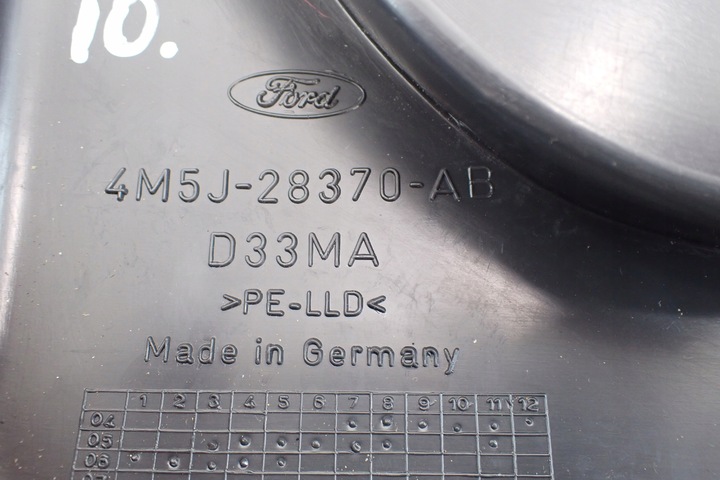 10.
Ford
4M5J-28370-AB
D33MA
>PE-LLD<
Made in Germany
1 2 3 4 5 6 7 8 9 10 11 12
04
05
06